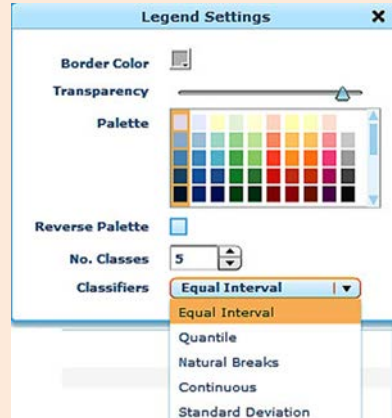 Legend Settings
Border Color
Transparency
Palette
Reverse Palette
No. Classes 5
Classifiers Equal Interval
Equal Interval
Quantile
Natural Breaks
Continuous
Standard Deviation